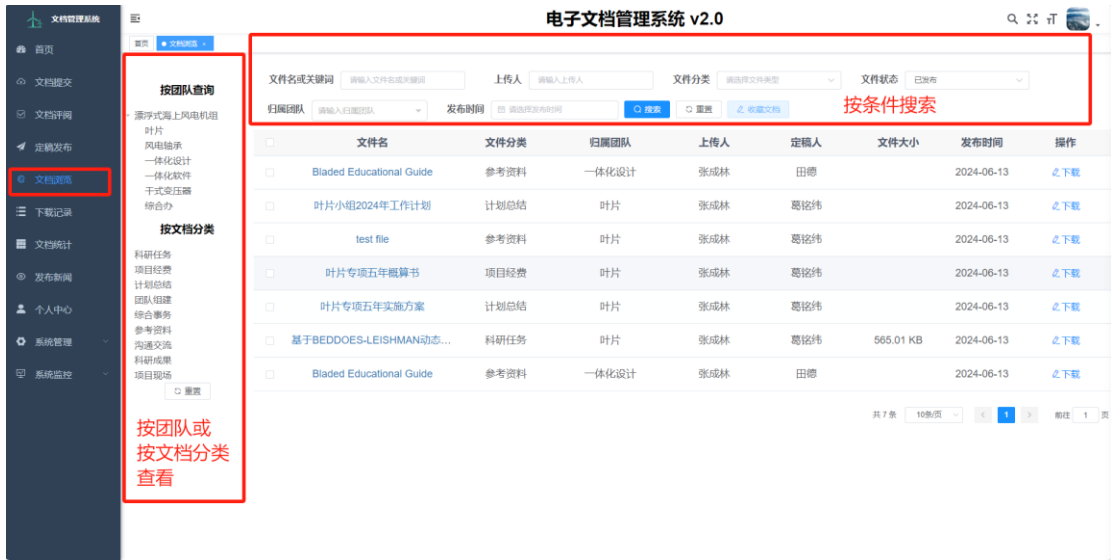 文档管理系统
电子文档管理系统 v2.0
首页
文档提交
文档评阅
定稿发布
文档浏览
下载记录
文档统计
发布新闻
个人中心
系统管理
系统监控
首页 文档浏览 ×
按团队查询
漂浮式海上风电机组
叶片
风电轴承
一体化设计
一体化软件
干式变压器
综合办
按文档分类
科研任务
项目经费
计划总结
团队组建
综合事务
参考资料
沟通交流
科研成果
项目现场
重置
按团队或
按文档分类
查看
文件名或关键词 请输入文件名或关键词 上传人 请输入上传人 文件分类 请选择文件类型 文件状态 已发布
归属团队 请输入归属团队 发布时间 请选择发布时间 搜索 重置 收藏文档
按条件搜索
文件名 文件分类 归属团队 上传人 定稿人 文件大小 发布时间 操作
Bladed Educational Guide 参考资料 一体化设计 张成林 田德 2024-06-13 下载
叶片小组2024年工作计划 计划总结 叶片 张成林 葛铭纬 2024-06-13 下载
test file 参考资料 叶片 张成林 葛铭纬 2024-06-13 下载
叶片专项五年概算书 项目经费 叶片 张成林 葛铭纬 2024-06-13 下载
叶片专项五年实施方案 计划总结 叶片 张成林 葛铭纬 2024-06-13 下载
基于BEDDOES-LEISHMAN动态... 科研任务 叶片 张成林 葛铭纬 565.01 KB 2024-06-13 下载
Bladed Educational Guide 参考资料 一体化设计 张成林 田德 2024-06-13 下载
共 7 条 10条/页 < 1 > 前往 1 页